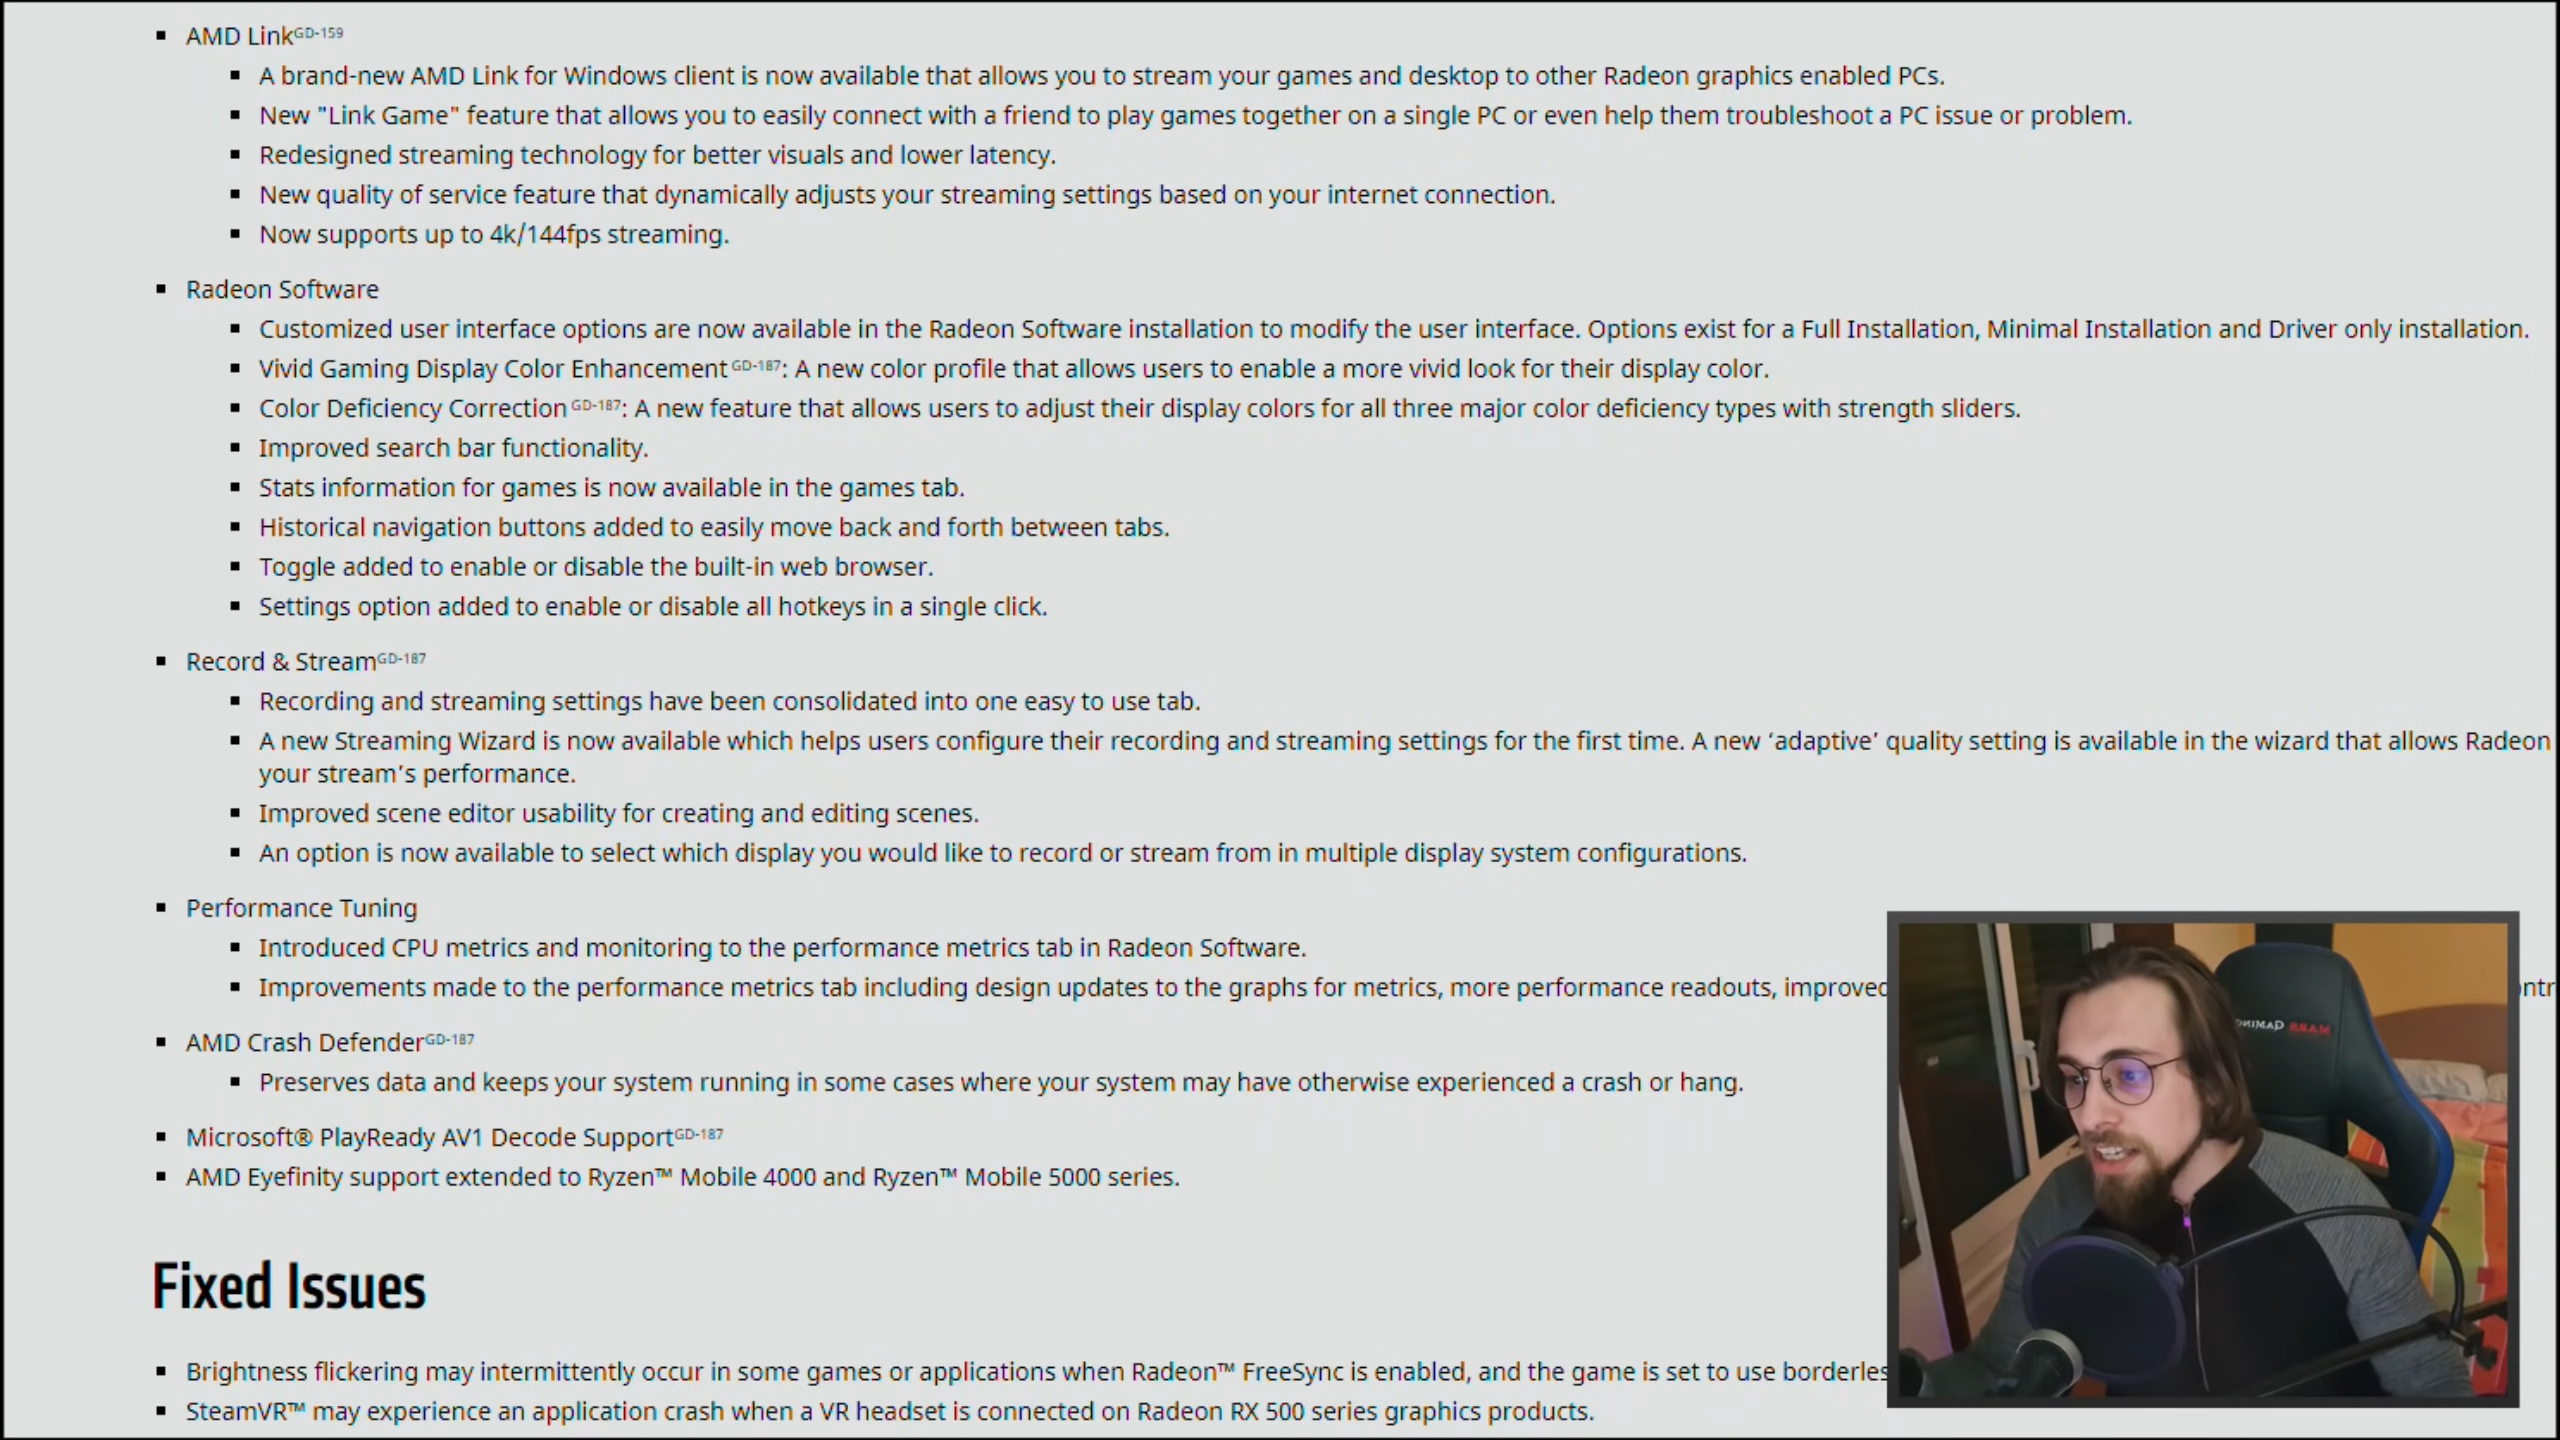 AMD LinkGD-159
A brand-new AMD Link for Windows client is now available that allows you to stream your games and desktop to other Radeon graphics enabled PCs.
New "Link Game" feature that allows you to easily connect with a friend to play games together on a single PC or even help them troubleshoot a PC issue or problem.
Redesigned streaming technology for better visuals and lower latency.
New quality of service feature that dynamically adjusts your streaming settings based on your internet connection.
Now supports up to 4k/144fps streaming.
Radeon Software
Customized user interface options are now available in the Radeon Software installation to modify the user interface. Options exist for a Full Installation, Minimal Installation and Driver only installation.
Vivid Gaming Display Color Enhancement GD-187: A new color profile that allows users to enable a more vivid look for their display color.
Color Deficiency Correction GD-187: A new feature that allows users to adjust their display colors for all three major color deficiency types with strength sliders.
Improved search bar functionality.
Stats information for games is now available in the games tab.
Historical navigation buttons added to easily move back and forth between tabs.
Toggle added to enable or disable the built-in web browser.
Settings option added to enable or disable all hotkeys in a single click.
Record & StreamGD-187
Recording and streaming settings have been consolidated into one easy to use tab.
A new Streaming Wizard is now available which helps users configure their recording and streaming settings for the first time. A new ‘adaptive’ quality setting is available in the wizard that allows Radeon
your stream’s performance.
Improved scene editor usability for creating and editing scenes.
An option is now available to select which display you would like to record or stream from in multiple display system configurations.
Performance Tuning
Introduced CPU metrics and monitoring to the performance metrics tab in Radeon Software.
Improvements made to the performance metrics tab including design updates to the graphs for metrics, more performance readouts, improved
AMD Crash DefenderGD-187
Preserves data and keeps your system running in some cases where your system may have otherwise experienced a crash or hang.
Microsoft® PlayReady AV1 Decode SupportGD-187
AMD Eyefinity support extended to Ryzen™ Mobile 4000 and Ryzen™ Mobile 5000 series.
Fixed Issues
Brightness flickering may intermittently occur in some games or applications when Radeon™ FreeSync is enabled, and the game is set to use borderles
SteamVR™ may experience an application crash when a VR headset is connected on Radeon RX 500 series graphics products.
MARS GAMING